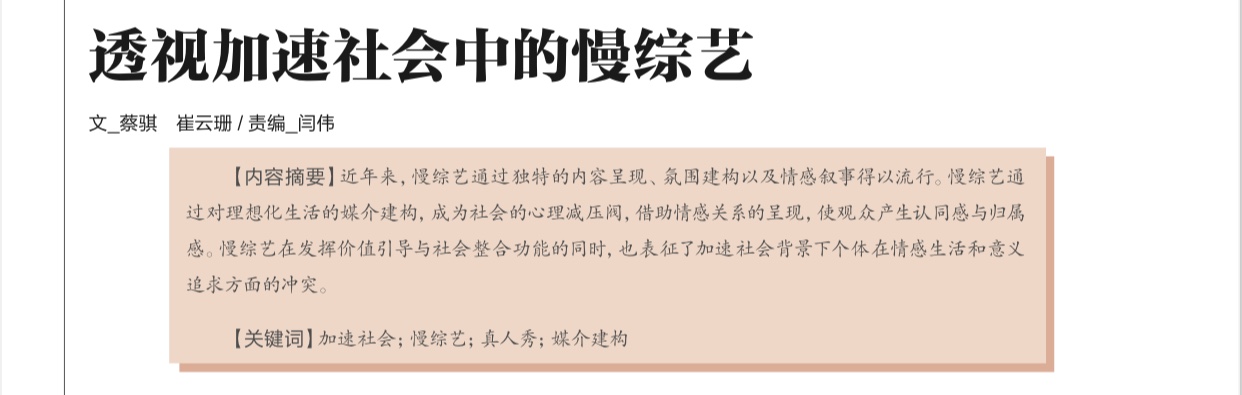 透视加速社会中的慢综艺
文_蔡骐　崔云珊 / 责编_闫伟
【内容摘要】近年来，慢综艺通过独特的内容呈现、氛围建构以及情感叙事得以流行。慢综艺通
过对理想化生活的媒介建构，成为社会的心理减压阀，借助情感关系的呈现，使观众产生认同感与归属
感。慢综艺在发挥价值引导与社会整合功能的同时，也表征了加速社会背景下个体在情感生活和意义
追求方面的冲突。
【关键词】加速社会；慢综艺；真人秀；媒介建构